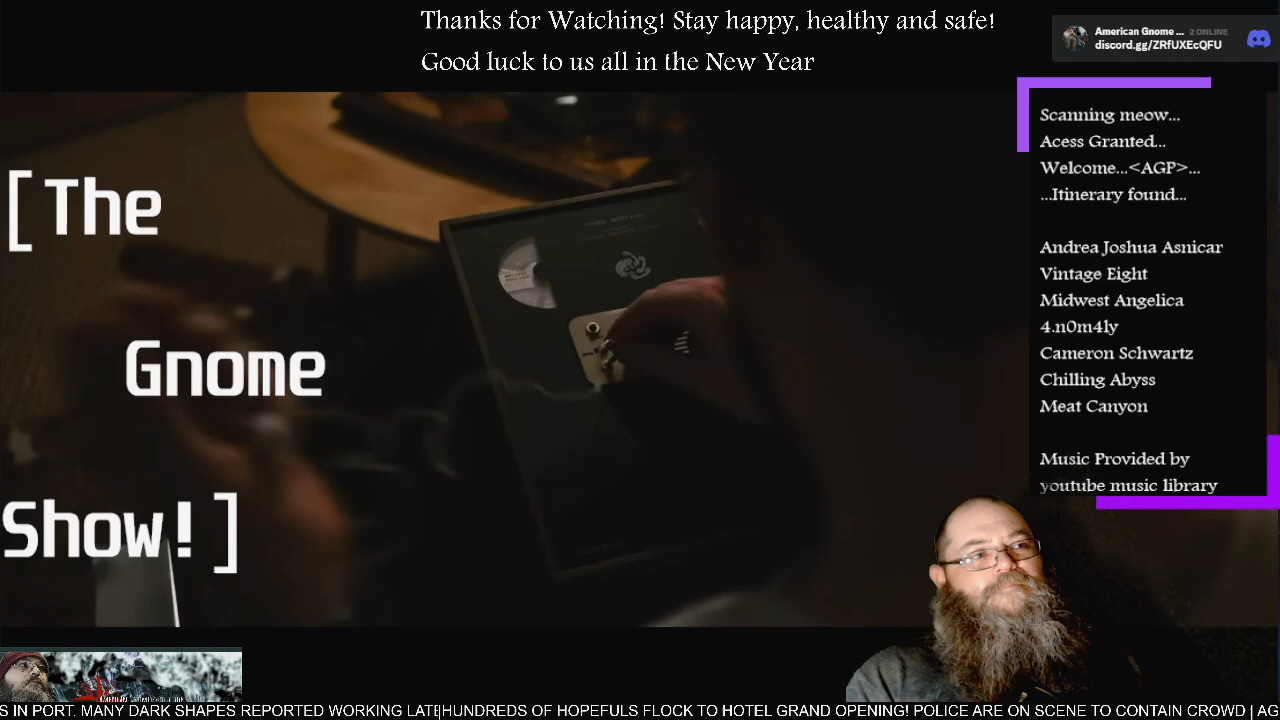 Thanks for Watching! Stay happy, healthy and safe!
Good luck to us all in the New Year
American Gnome ... 2 ONLINE
discord.gg/ZRfUXEcQFU
Scanning meow...
Acess Granted...
Welcome...<AGP>...
...Itinerary found...
Andrea Joshua Asnicar
Vintage Eight
Midwest Angelica
4.n0m4ly
Cameron Schwartz
Chilling Abyss
Meat Canyon
Music Provided by
youtube music library
[The
Gnome
Show!]
S IN PORT. MANY DARK SHAPES REPORTED WORKING LATE|HUNDREDS OF HOPEFULS FLOCK TO HOTEL GRAND OPENING! POLICE ARE ON SCENE TO CONTAIN CROWD | AG